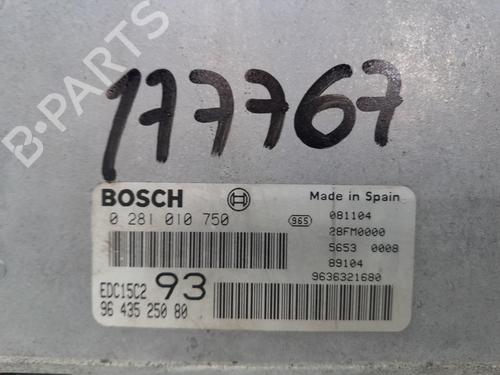 B-PARTS
177767
BOSCH
Made in Spain
0 281 010 750
965
081104
28FM0000
5653 0008
89104
9636321680
EDC15C2 93
96 435 250 80